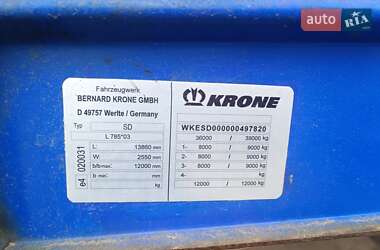 auto RIA
Fahrzeugwerk
BERNARD KRONE GMBH
D 49757 Werlte / Germany
Typ SD
L 785*03
L: 13860 mm
W: 2550 mm
b/bmax: 12000 mm
b min: - mm
e4 020031
KRONE
WKESD000000497820
36000 / 39000 kg
1- 8000 / 9000 kg
2- 8000 / 9000 kg
3- 8000 / 9000 kg
4-
12000 / 12000 kg